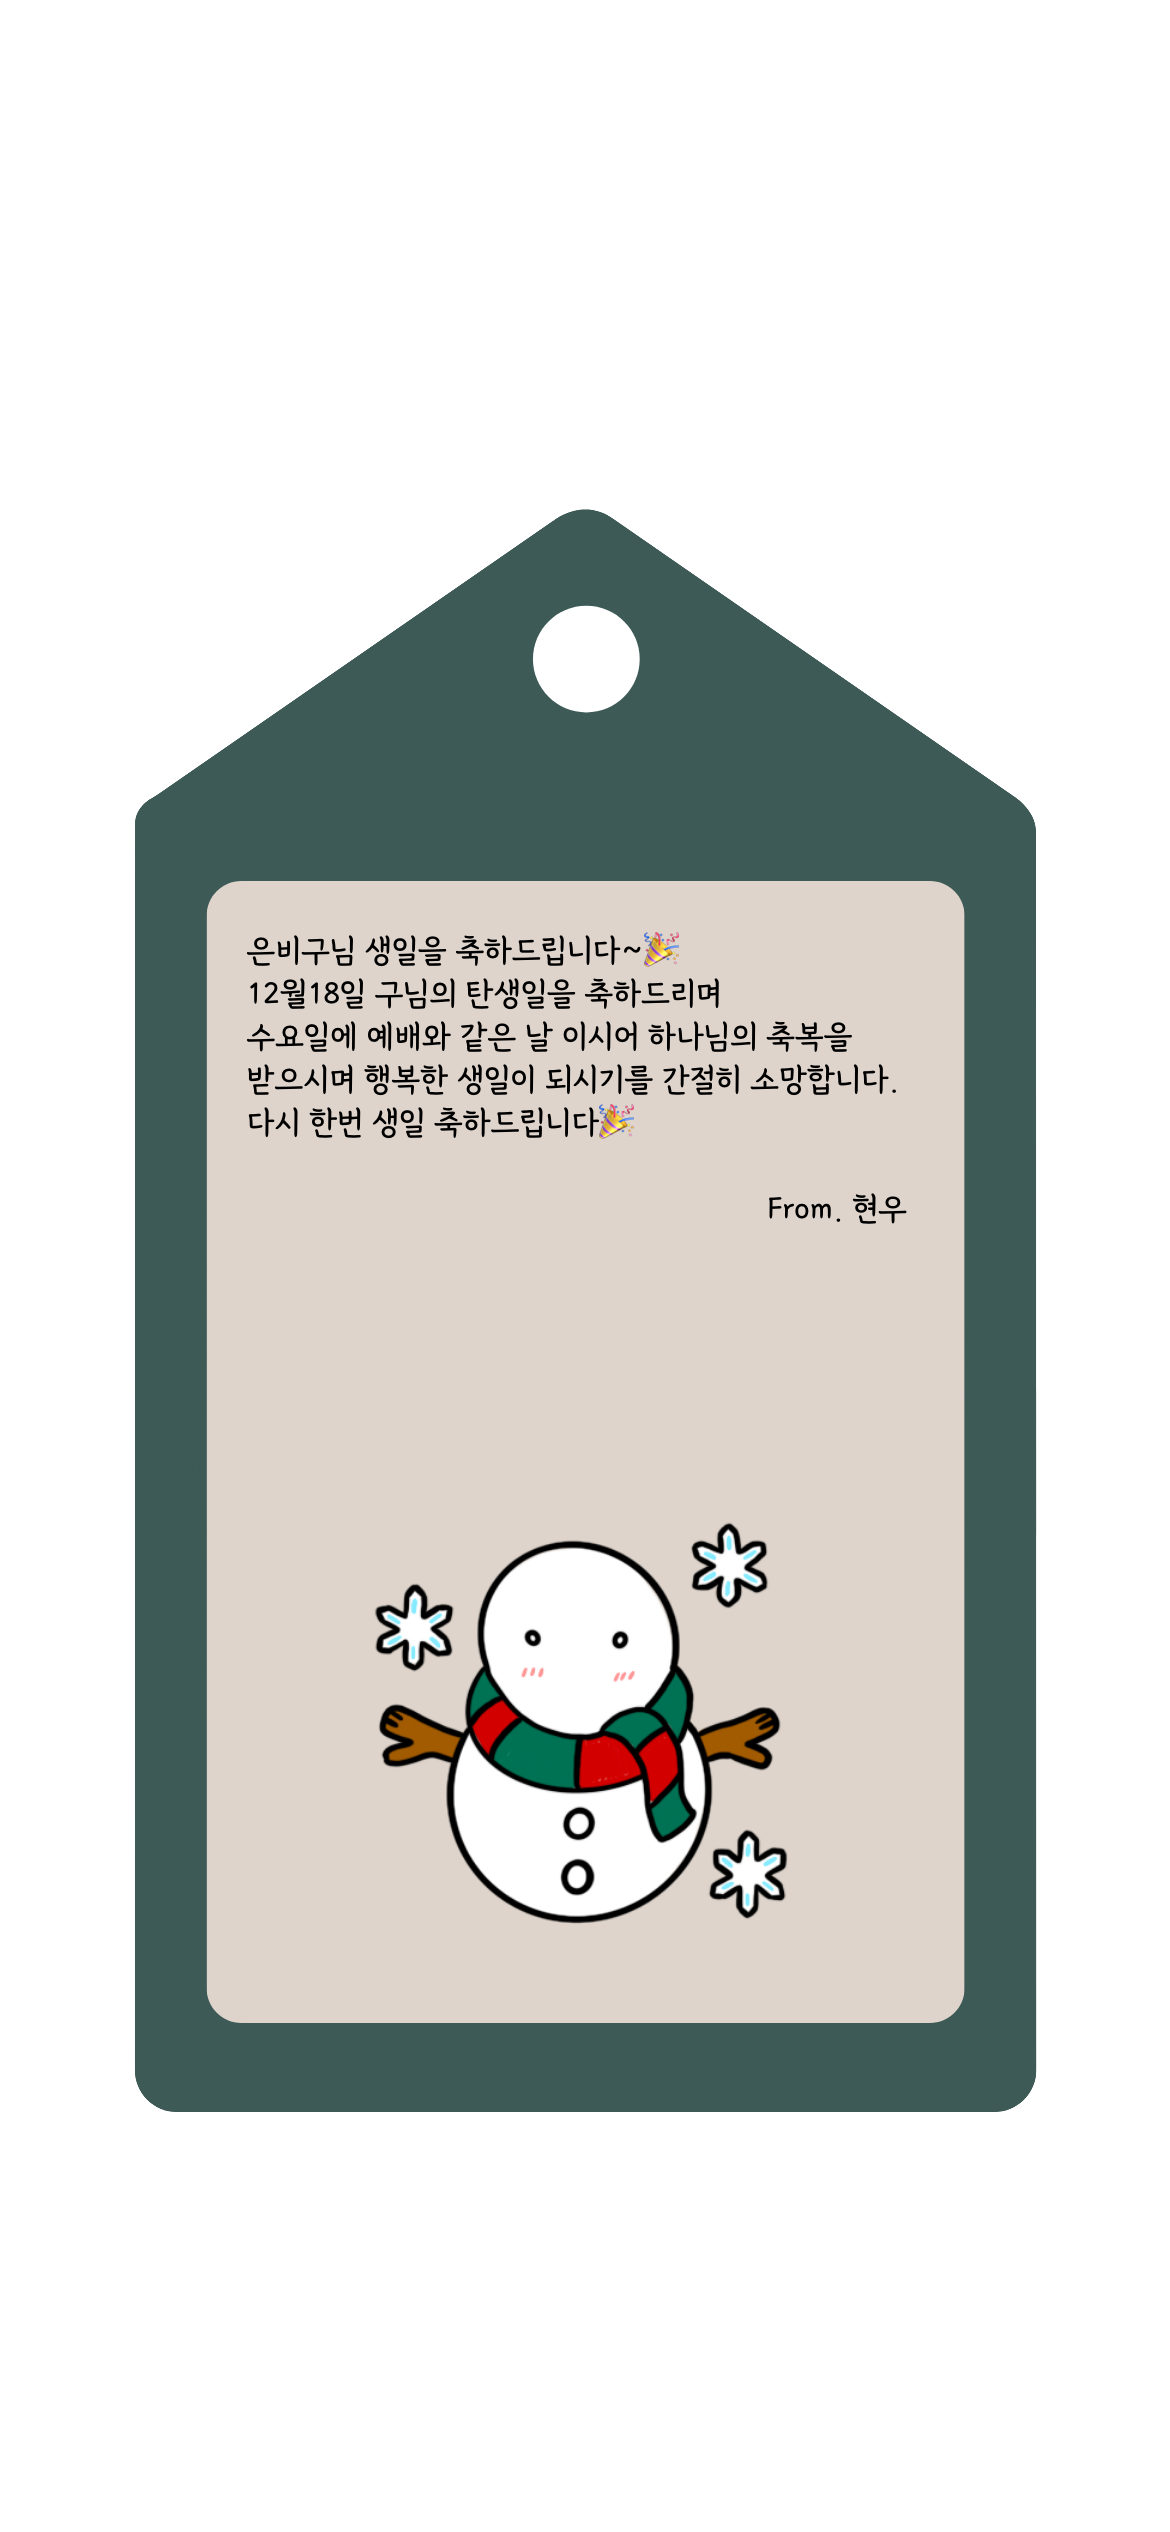 은비구님 생일을 축하드립니다~🎉
12월18일 구님의 탄생일을 축하드리며
수요일에 예배와 같은 날 이시어 하나님의 축복을
받으시며 행복한 생일이 되시기를 간절히 소망합니다.
다시 한번 생일 축하드립니다🎉
From. 현우